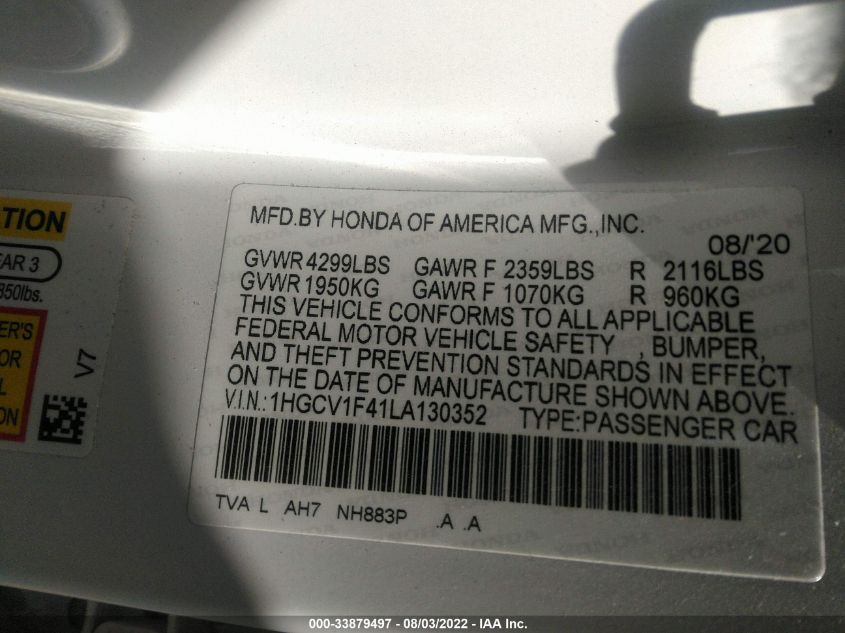 MFD.BY HONDA OF AMERICA MFG.,INC.
08/'20
GVWR 4299LBS GAWR F 2359LBS R 2116LBS
GVWR 1950KG GAWR F 1070KG R 960KG
THIS VEHICLE CONFORMS TO ALL APPLICABLE
FEDERAL MOTOR VEHICLE SAFETY , BUMPER,
AND THEFT PREVENTION STANDARDS IN EFFECT
ON THE DATE OF MANUFACTURE SHOWN ABOVE.
V.I.N.:1HGCV1F41LA130352 TYPE:PASSENGER CAR
TVA L AH7 NH883P .A .A
V7
000-33879497 - 08/03/2022 - IAA Inc.